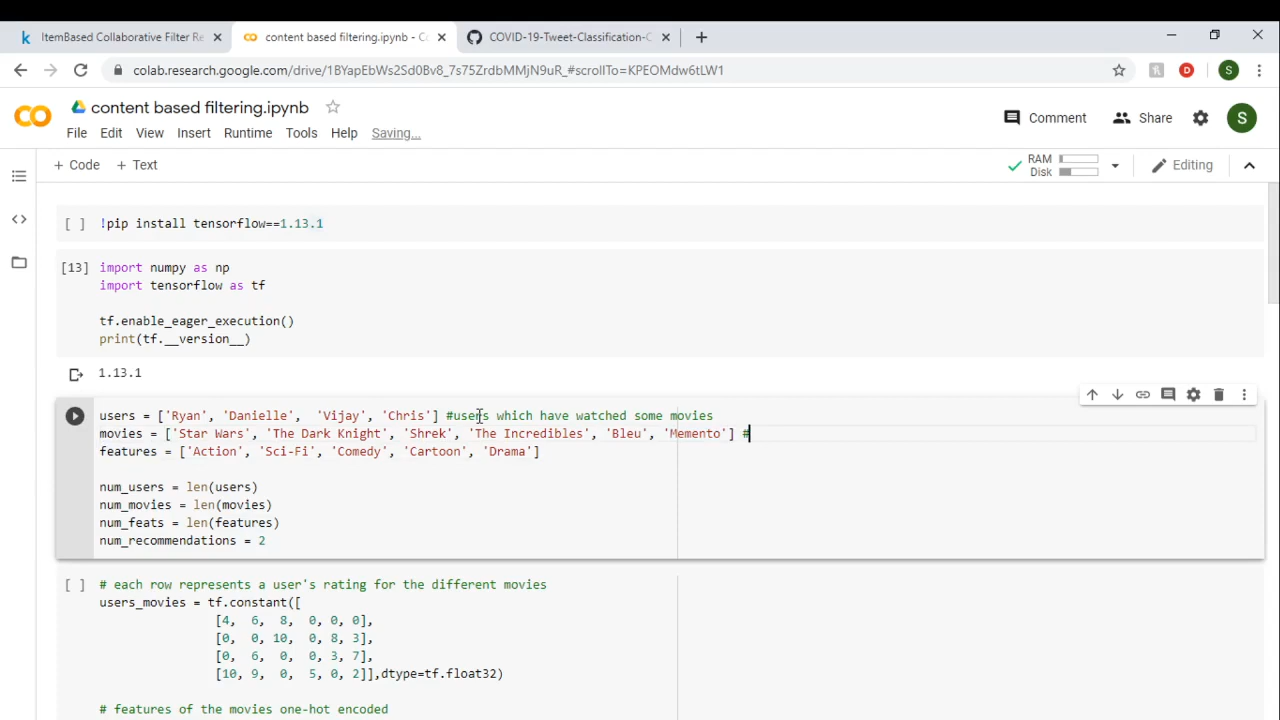 ItemBased Collaborative Filter Re
content based filtering.ipynb - Co
COVID-19-Tweet-Classification-C
colab.research.google.com/drive/1BYapEbWs2Sd0Bv8_7s757rdbMMjN9uR_#scrollTo=KPEOMdw6tLW1
S
content based filtering.ipynb
Comment
Share
S
File Edit View Insert Runtime Tools Help Saving...
+ Code + Text
RAM
Disk
Editing
[ ] !pip install tensorflow==1.13.1
[13] import numpy as np
import tensorflow as tf
tf.enable_eager_execution()
print(tf.__version__)
1.13.1
users = ['Ryan', 'Danielle', 'Vijay', 'Chris'] #users which have watched some movies
movies = ['Star Wars', 'The Dark Knight', 'Shrek', 'The Incredibles', 'Bleu', 'Memento'] #
features = ['Action', 'Sci-Fi', 'Comedy', 'Cartoon', 'Drama']
num_users = len(users)
num_movies = len(movies)
num_feats = len(features)
num_recommendations = 2
[ ] # each row represents a user's rating for the different movies
users_movies = tf.constant([
[4, 6, 8, 0, 0, 0],
[0, 0, 10, 0, 8, 3],
[0, 6, 0, 0, 3, 7],
[10, 9, 0, 5, 0, 2]],dtype=tf.float32)
# features of the movies one-hot encoded